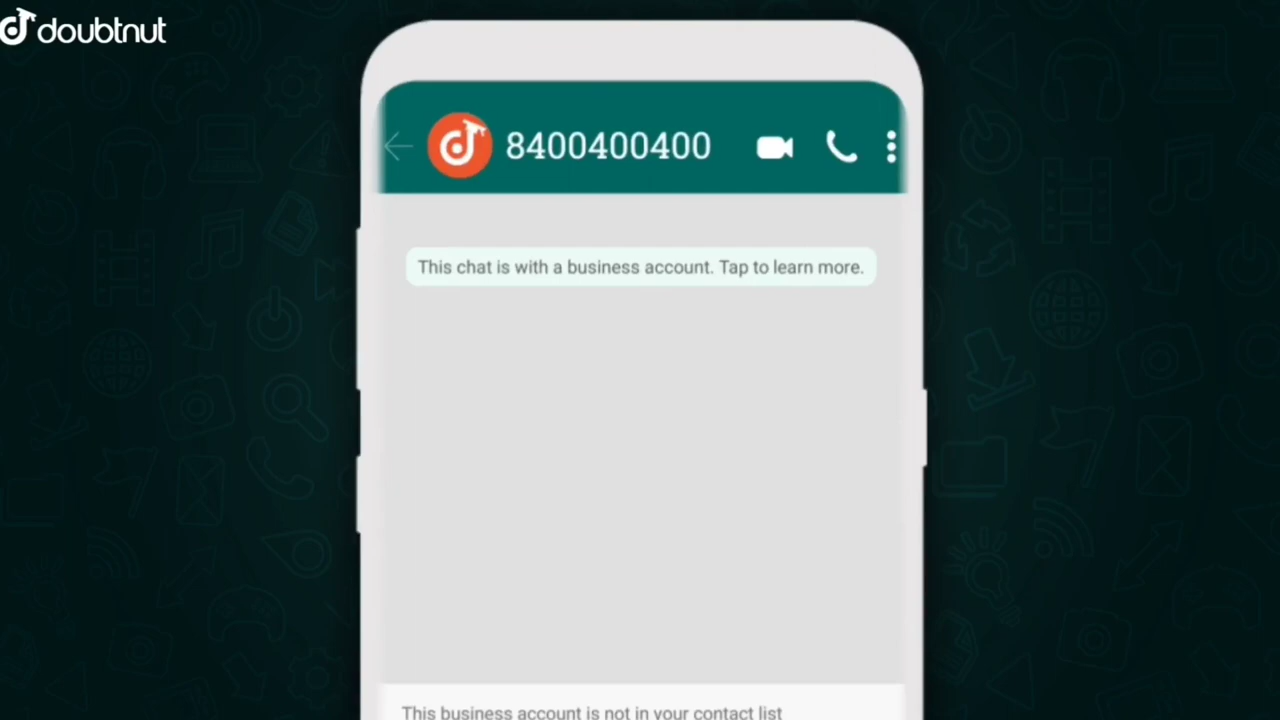 doubtnut
8400400400
This chat is with a business account. Tap to learn more.
This business account is not in your contact list